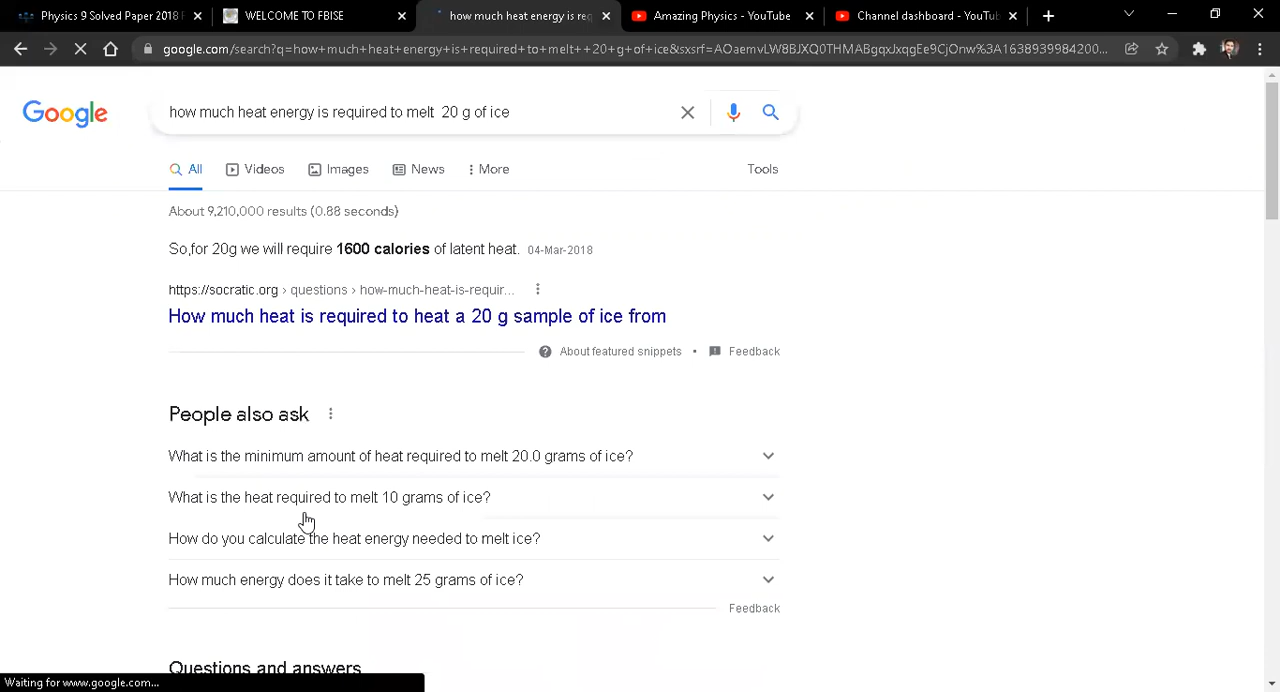 Physics 9 Solved Paper 2018 F
WELCOME TO FBISE
how much heat energy is req
Amazing Physics - YouTube
Channel dashboard - YouTub
google.com/search?q=how+much+heat+energy+is+required+to+melt++20+g+of+ice&sxsrf=AOaemvLW8BJXQ0THMABgqxJxqgEe9CjOnw%3A1638939984200...
Google
how much heat energy is required to melt  20 g of ice
All
Videos
Images
News
More
Tools
About 9,210,000 results (0.88 seconds)
So,for 20g we will require 1600 calories of latent heat. 04-Mar-2018
https://socratic.org › questions › how-much-heat-is-requir...
How much heat is required to heat a 20 g sample of ice from
About featured snippets • Feedback
People also ask
What is the minimum amount of heat required to melt 20.0 grams of ice?
What is the heat required to melt 10 grams of ice?
How do you calculate the heat energy needed to melt ice?
How much energy does it take to melt 25 grams of ice?
Feedback
Questions and answers
Waiting for www.google.com...